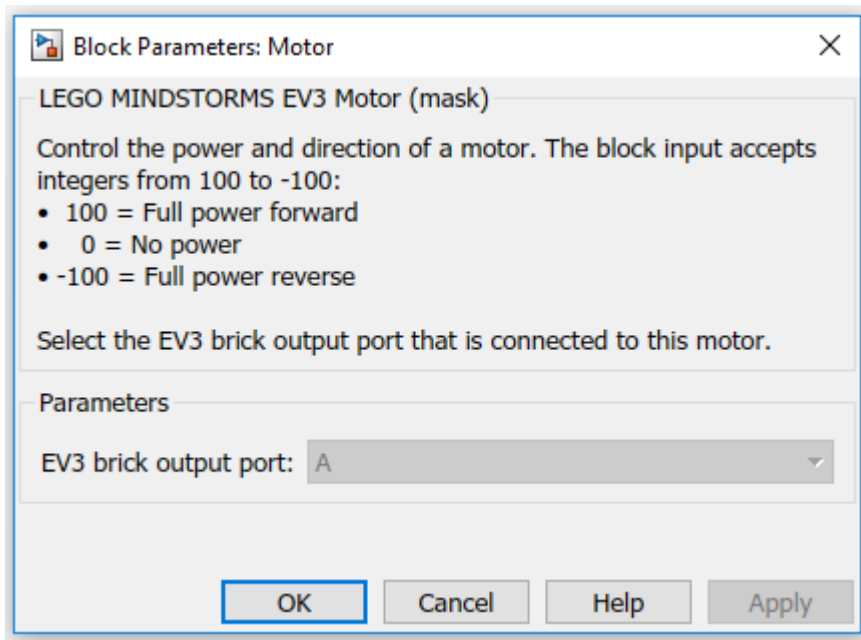 Block Parameters: Motor
LEGO MINDSTORMS EV3 Motor (mask)
Control the power and direction of a motor. The block input accepts
integers from 100 to -100:
• 100 = Full power forward
• 0 = No power
• -100 = Full power reverse
Select the EV3 brick output port that is connected to this motor.
Parameters
EV3 brick output port: A
OK Cancel Help Apply